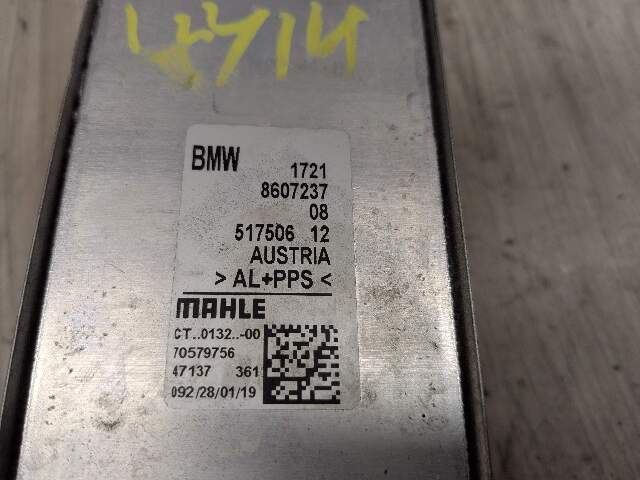 BMW 1721
8607237
08
517506 12
AUSTRIA
> AL+PPS <
MAHLE
CT..0132..-00
70579756
47137 361
092/28/01/19